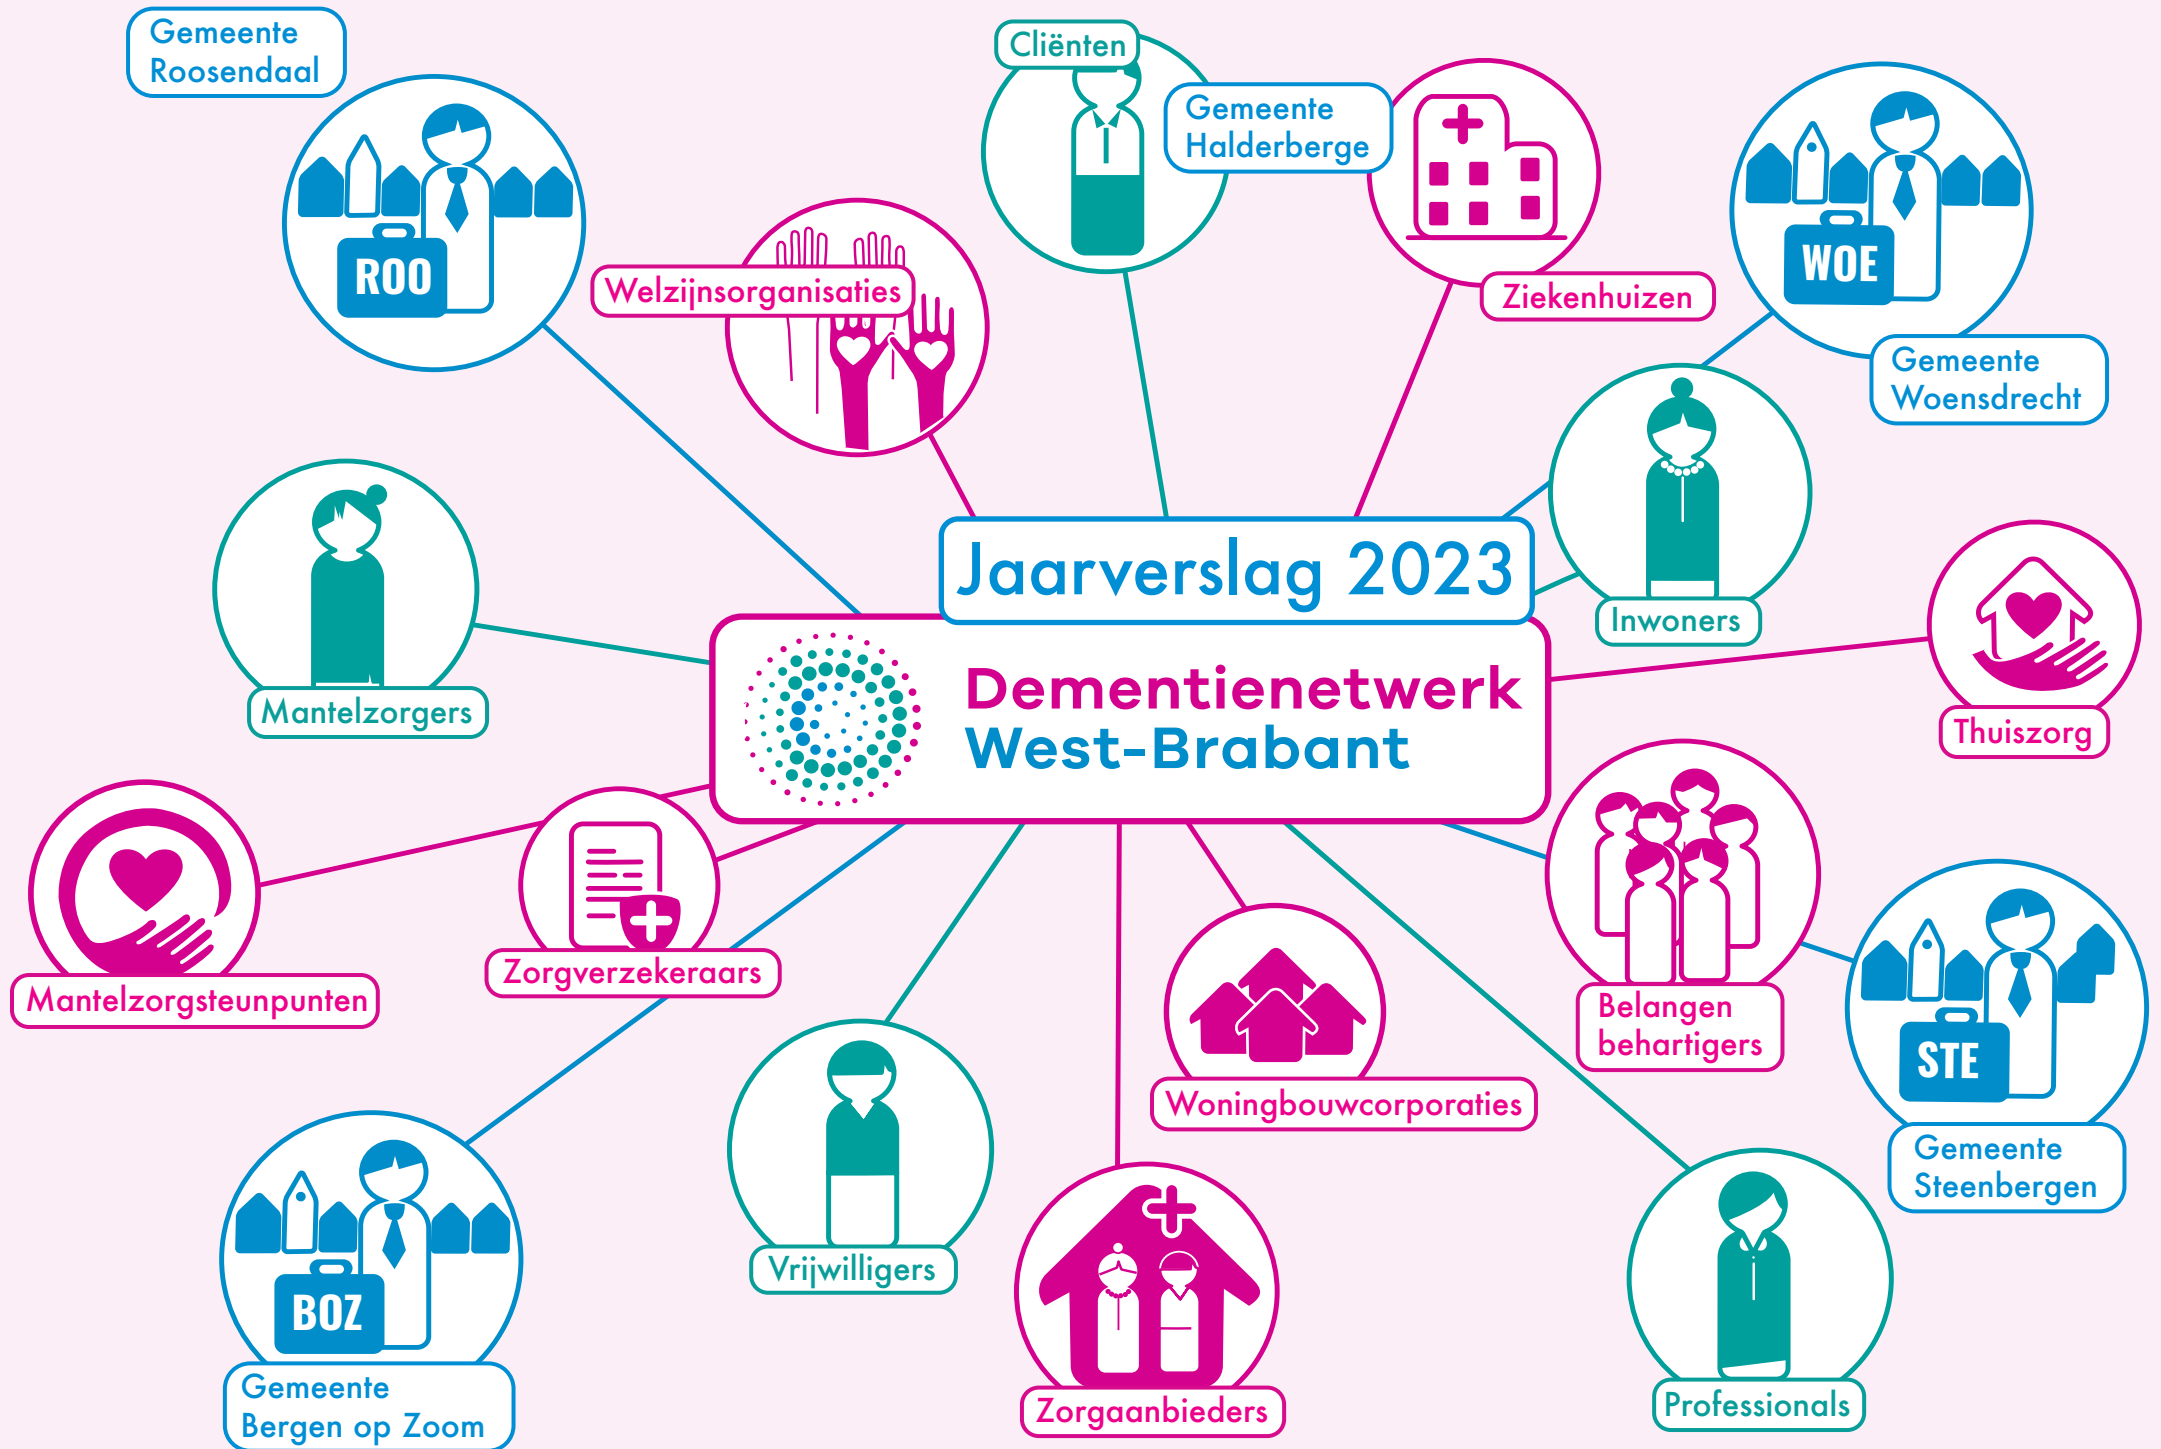 Gemeente
Roosendaal
Cliënten
Gemeente
Halderberge
ROO
WOE
Welzijnsorganisaties
Ziekenhuizen
Gemeente
Woensdrecht
Jaarverslag 2023
Inwoners
Dementienetwerk
West-Brabant
Mantelzorgers
Thuiszorg
Zorgverzekeraars
Mantelzorgsteunpunten
Belangen
behartigers
STE
Woningbouwcorporaties
Gemeente
Steenbergen
Vrijwilligers
BOZ
Gemeente
Bergen op Zoom
Zorgaanbieders
Professionals